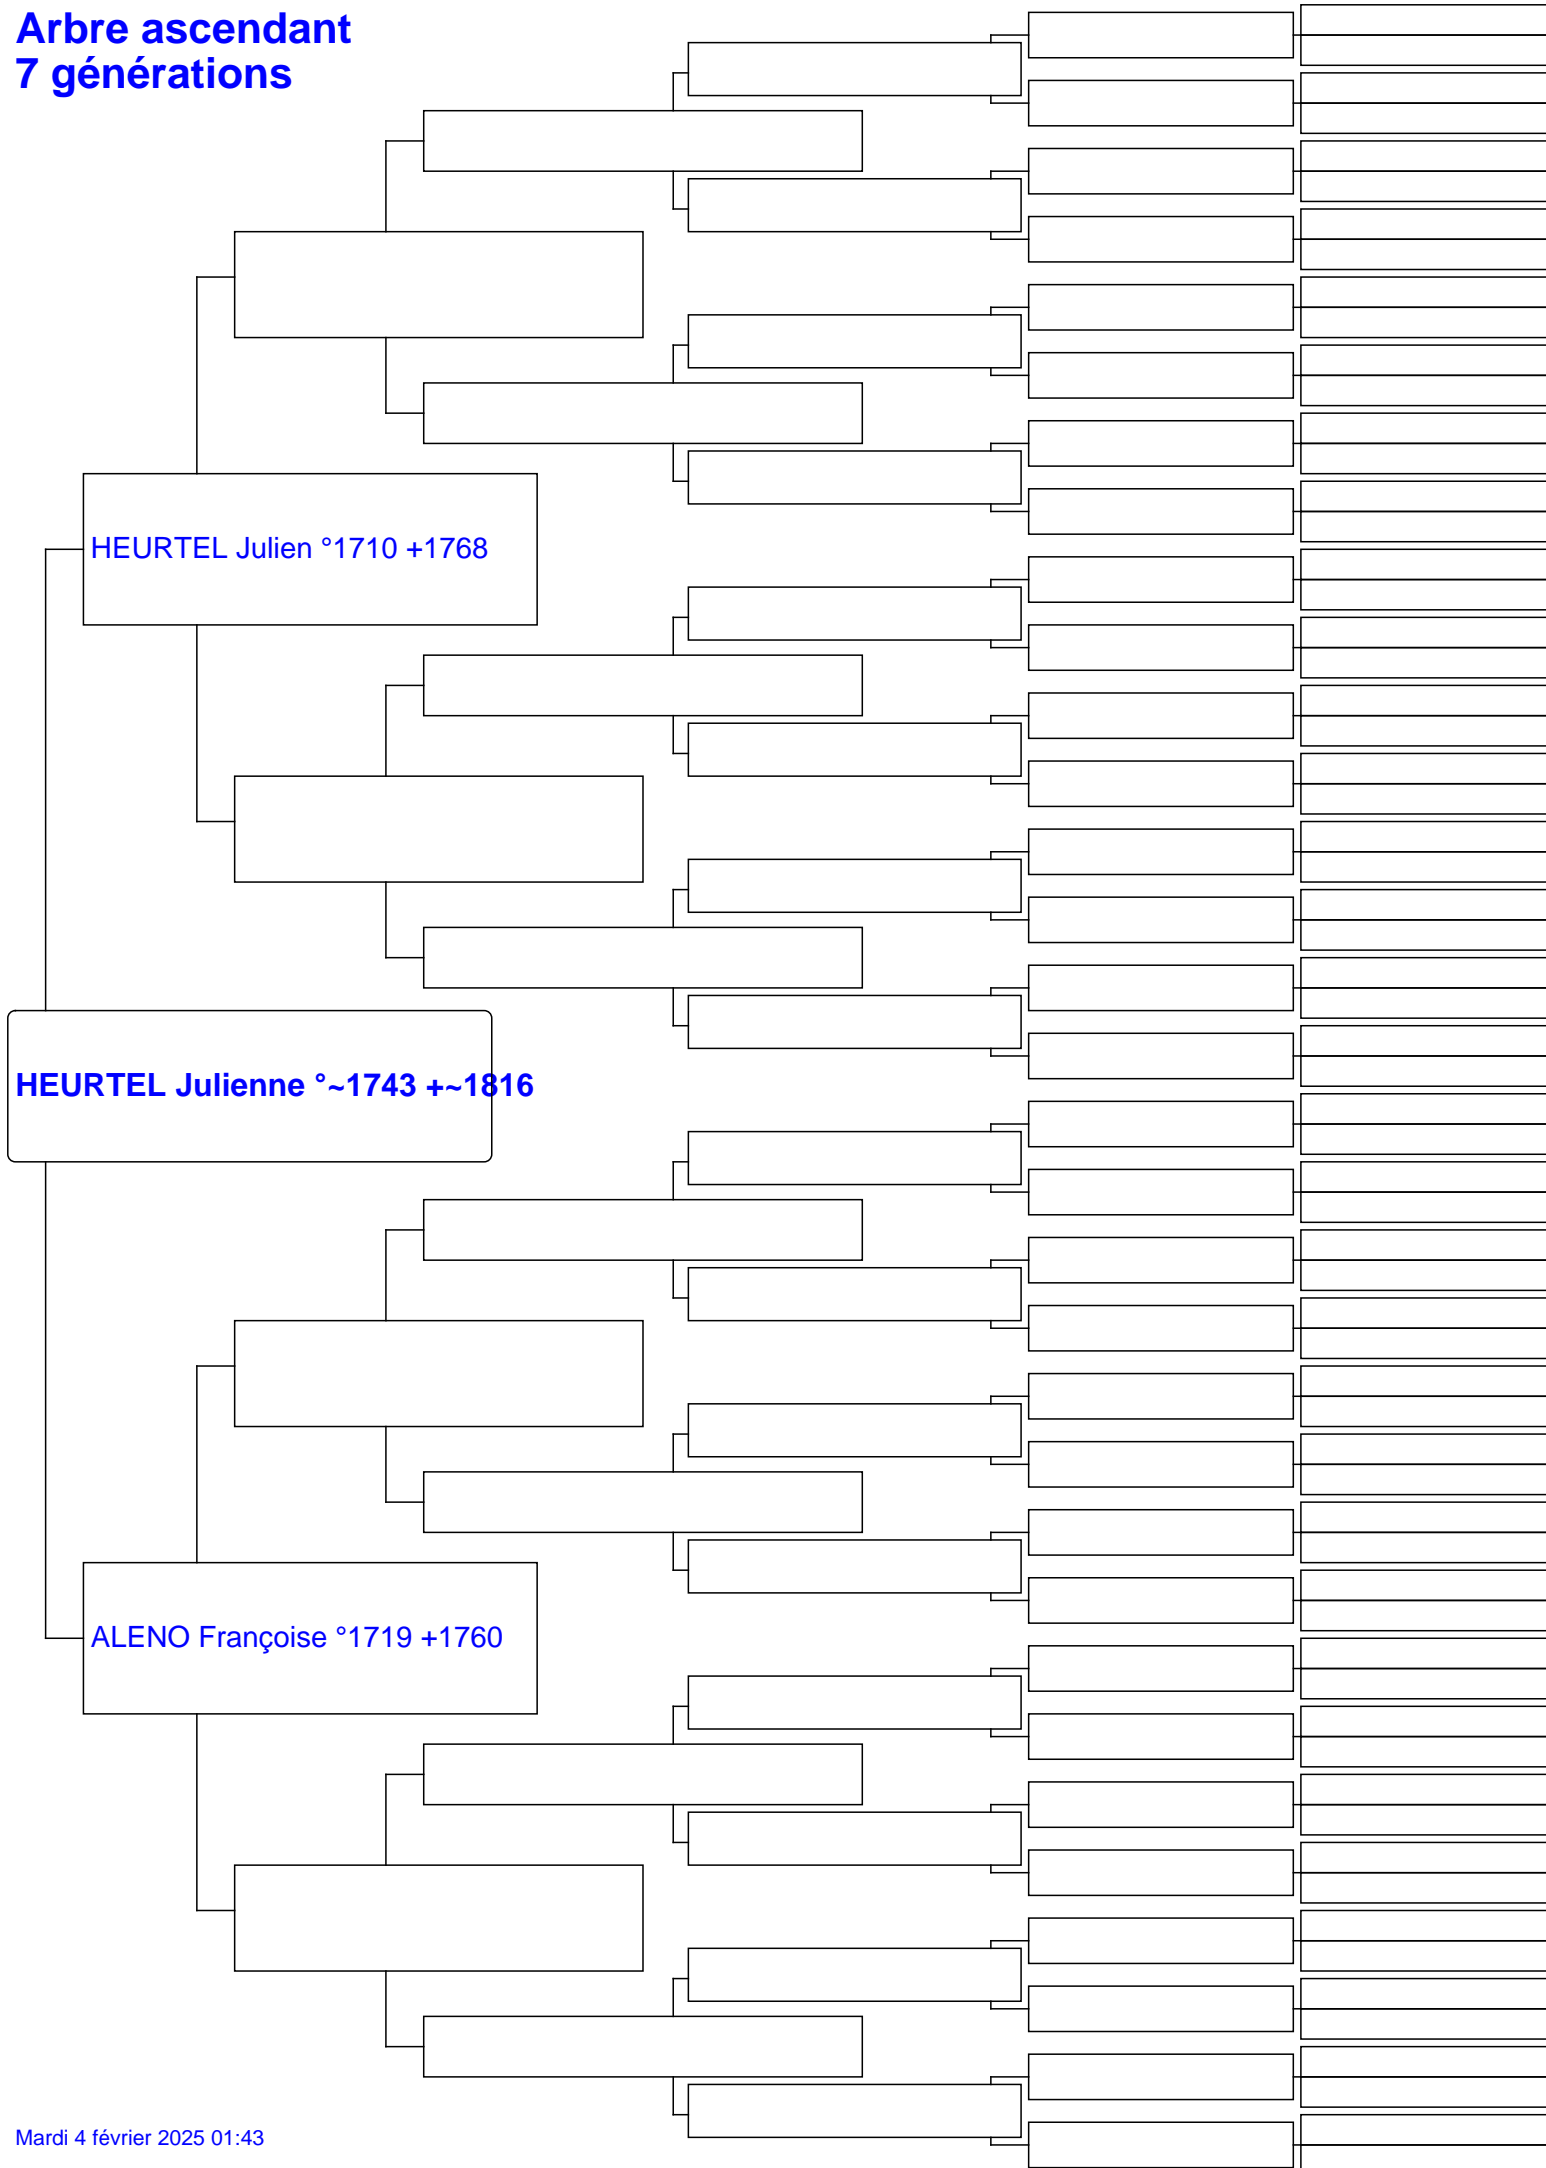 Arbre ascendant
7 générations
HEURTEL Julien °1710 +1768
HEURTEL Julienne °~1743 +~1816
ALENO Françoise °1719 +1760
Mardi 4 février 2025 01:43